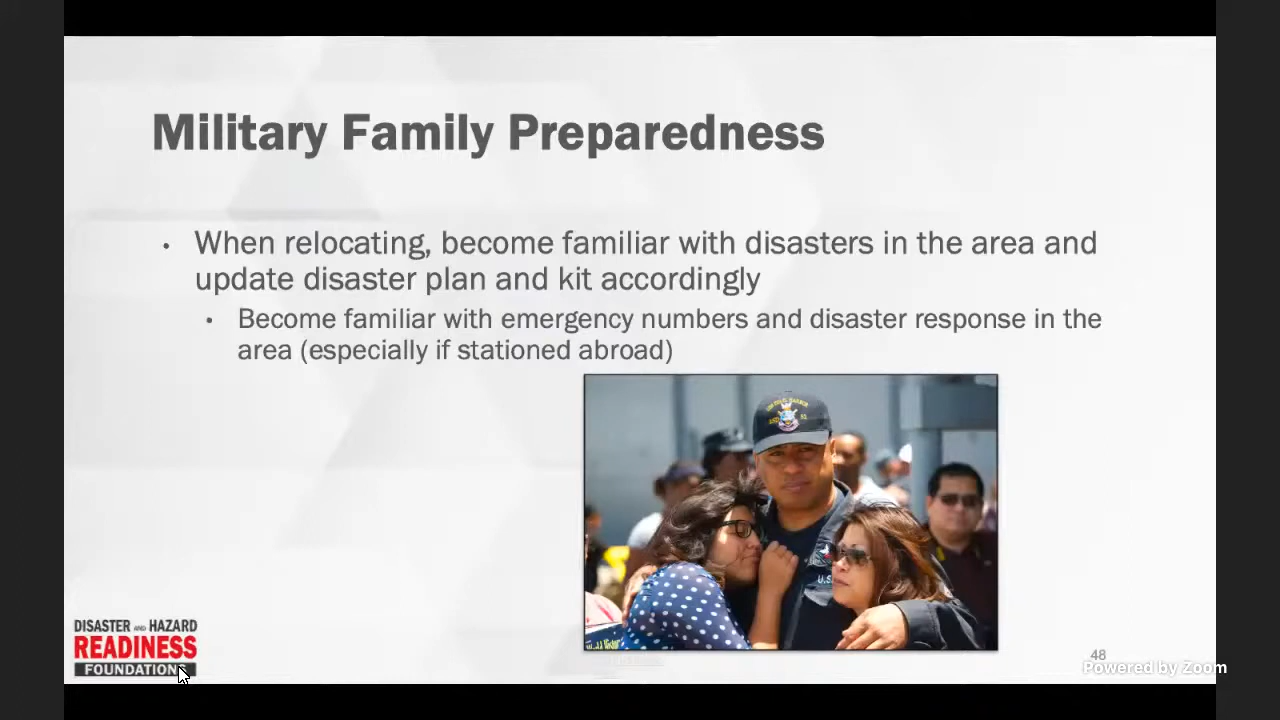 Military Family Preparedness
• When relocating, become familiar with disasters in the area and
update disaster plan and kit accordingly
• Become familiar with emergency numbers and disaster response in the
area (especially if stationed abroad)
U.S.
DISASTER AND HAZARD
READINESS
FOUNDATIONS
48
Powered by Zoom